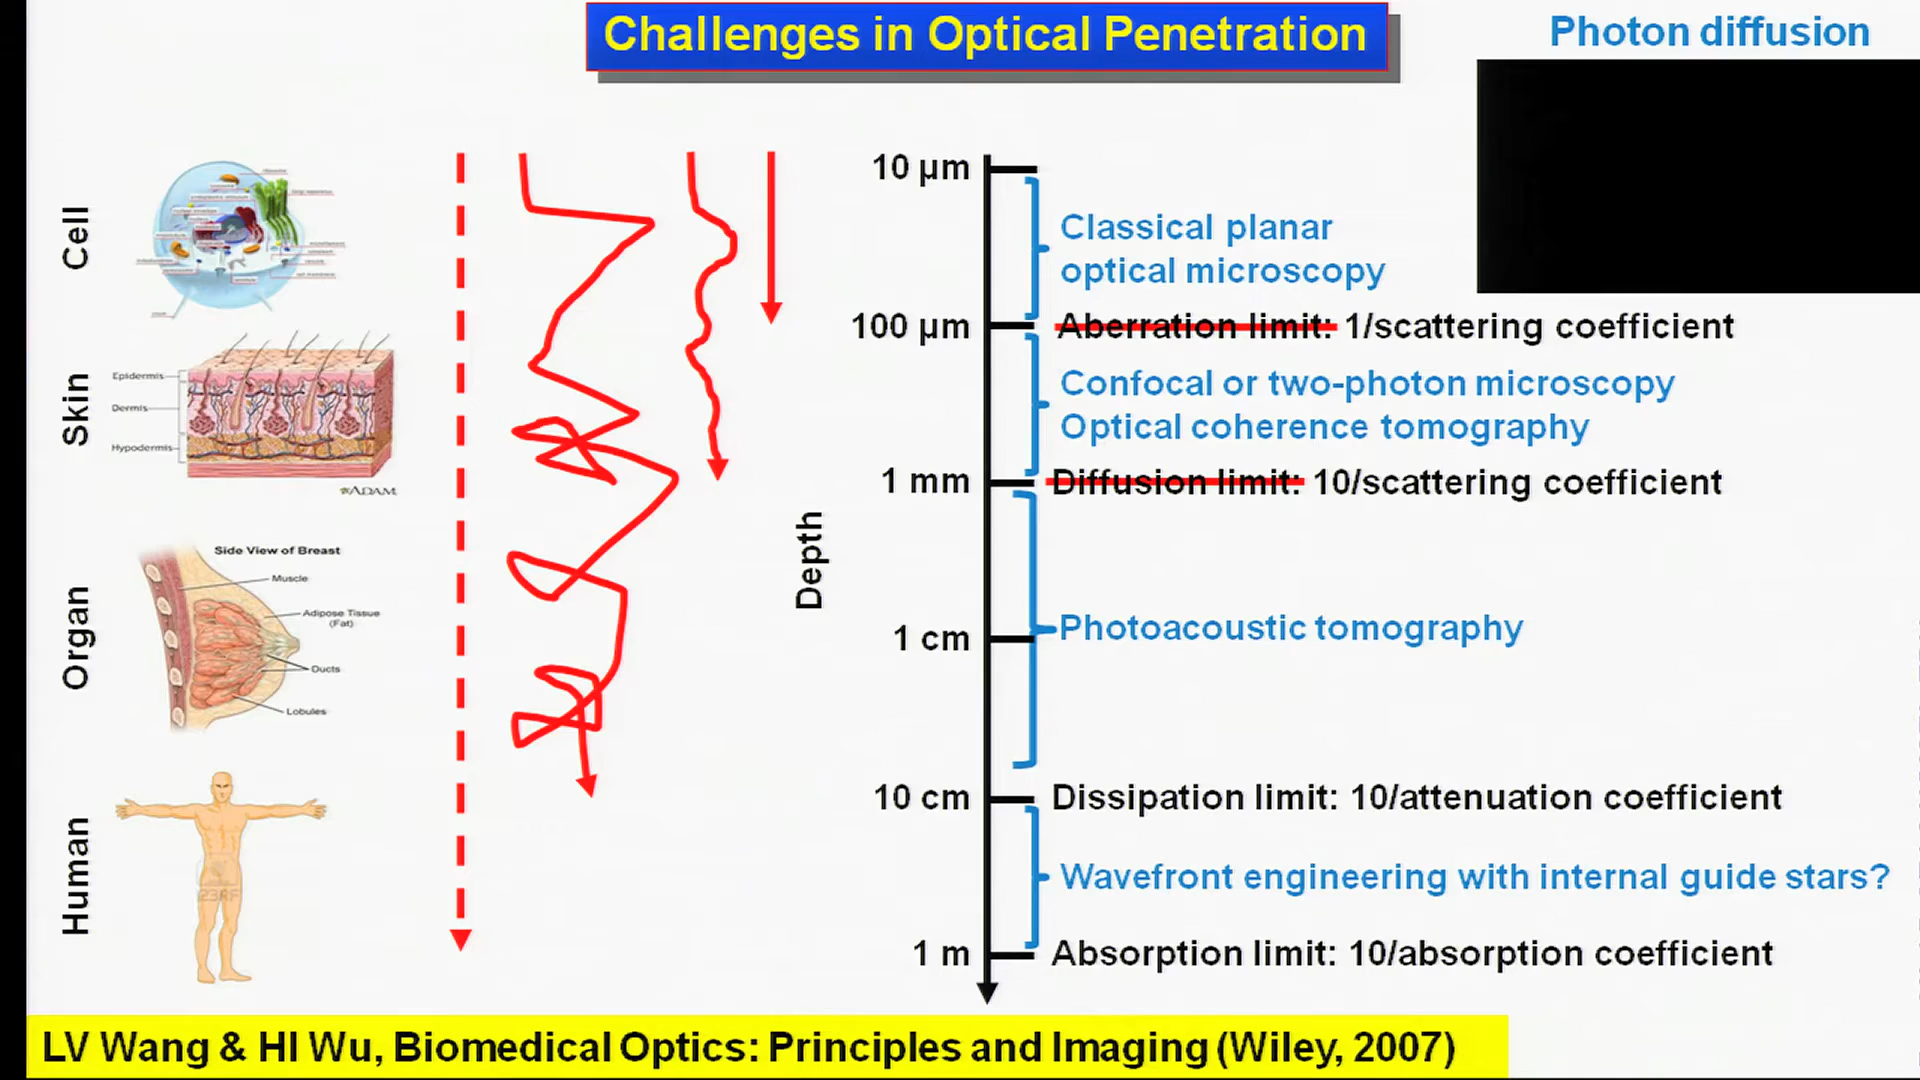 Challenges in Optical Penetration
Photon diffusion
Cell
Skin
Epidermis
Dermis
Hypodermis
ADAM
Organ
Side View of Breast
Muscle
Adipose Tissue
(Fat)
Ducts
Lobules
Human
123RF
Depth
10 µm
Classical planar
optical microscopy
100 µm
Aberration limit: 1/scattering coefficient
Confocal or two-photon microscopy
Optical coherence tomography
1 mm
Diffusion limit: 10/scattering coefficient
1 cm
Photoacoustic tomography
10 cm
Dissipation limit: 10/attenuation coefficient
Wavefront engineering with internal guide stars?
1 m
Absorption limit: 10/absorption coefficient
LV Wang & HI Wu, Biomedical Optics: Principles and Imaging (Wiley, 2007)